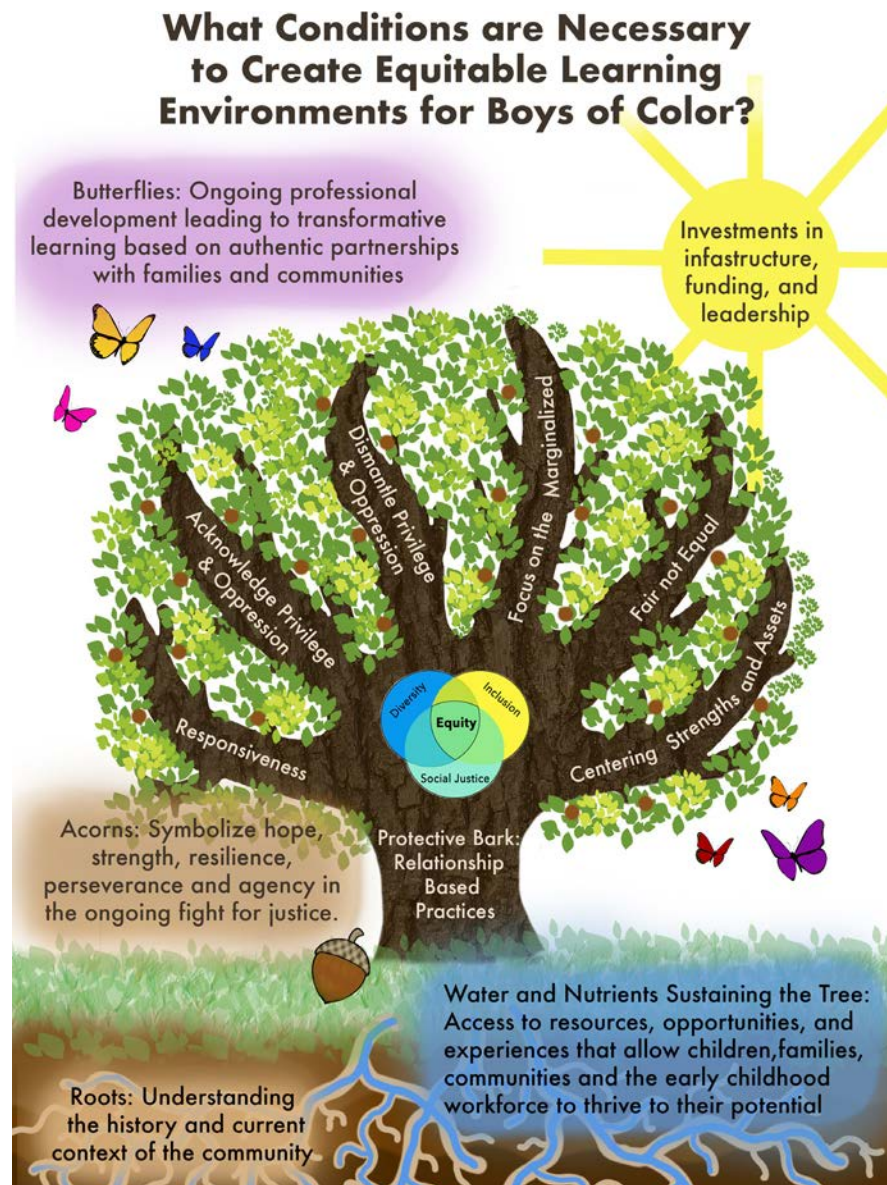 What Conditions are Necessary
to Create Equitable Learning
Environments for Boys of Color?
Butterflies: Ongoing professional
development leading to transformative
learning based on authentic partnerships
with families and communities
Investments in
infastructure,
funding, and
leadership
Responsiveness
Acknowledge Privilege
& Oppression
Dismantle Privilege
& Oppression
Focus on the Marginalized
Fair not Equal
Centering Strengths and Assets
Diversity
Inclusion
Equity
Social Justice
Protective Bark:
Relationship
Based
Practices
Acorns: Symbolize hope,
strength, resilience,
perseverance and agency in
the ongoing fight for justice.
Water and Nutrients Sustaining the Tree:
Access to resources, opportunities, and
experiences that allow children,families,
communities and the early childhood
workforce to thrive to their potential
Roots: Understanding
the history and current
context of the community